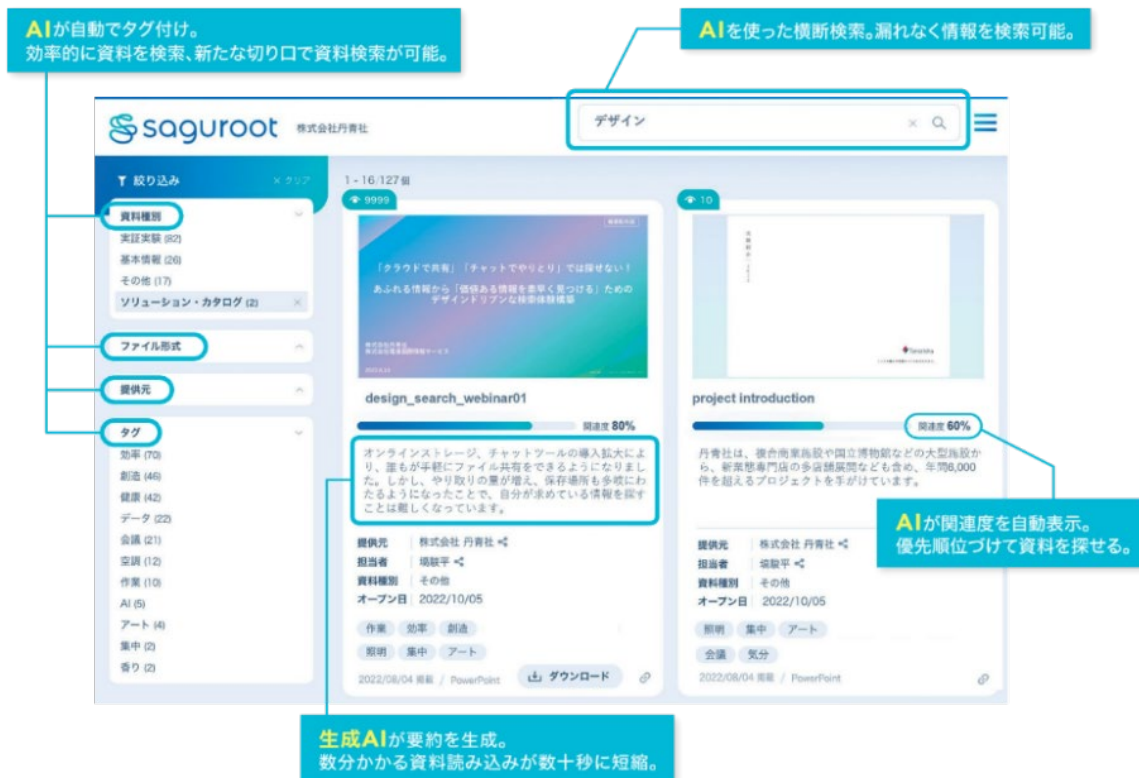 AIが自動でタグ付け。
効率的に資料を検索、新たな切り口で資料検索が可能。
AIを使った横断検索。漏れなく情報を検索可能。
saguroot 株式会社丹青社
デザイン
絞り込み × クリア
資料種別
実証実験 (82)
基本情報 (26)
その他 (17)
ソリューション・カタログ (2) ×
ファイル形式
提供元
タグ
効率 (70)
創造 (46)
健康 (42)
データ (22)
会議 (21)
空調 (12)
作業 (10)
AI (5)
アート (4)
集中 (2)
香り (2)
1 - 16/127個
9999
「クラウドで共有」「チャットでやりとり」では探せない！
あふれる情報から「価値ある情報を素早く見つける」ための
デザインドリブンな検索体験構築
株式会社丹青社
design_search_webinar01
関連度 80%
オンラインストレージ、チャットツールの導入拡大によ
り、誰もが手軽にファイル共有をできるようになりまし
た。しかし、やり取りの量が増え、保存場所も多岐にわ
たるようになったことで、自分が求めている情報を探す
ことは難しくなっています。
提供元 株式会社 丹青社
担当者 堀駿平
資料種別 その他
オープン日 2022/10/05
作業 効率 創造
照明 集中 アート
2022/08/04 掲載 / PowerPoint
ダウンロード
10
project introduction
関連度 60%
丹青社は、複合商業施設や国立博物館などの大型施設か
ら、新業態専門店の多店舗展開なども含め、年間6,000
件を超えるプロジェクトを手がけています。
提供元 株式会社 丹青社
担当者 堀駿平
資料種別 その他
オープン日 2022/10/05
照明 集中 アート
会議 気分
2022/08/04 掲載 / PowerPoint
AIが関連度を自動表示。
優先順位づけて資料を探せる。
生成AIが要約を生成。
数分かかる資料読み込みが数十秒に短縮。